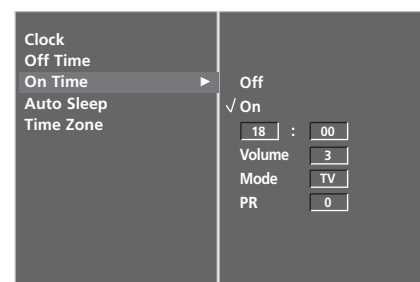 Clock
Off Time
On Time ►
Auto Sleep
Time Zone
Off
√ On
18 : 00
Volume 3
Mode TV
PR 0